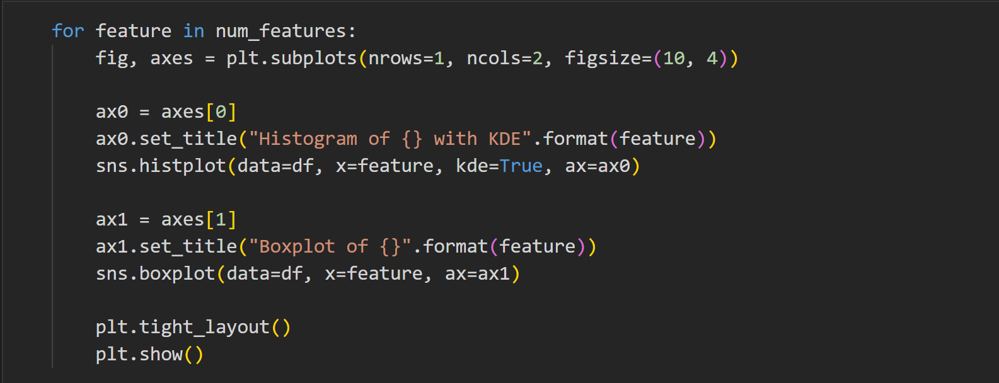 for feature in num_features:
    fig, axes = plt.subplots(nrows=1, ncols=2, figsize=(10, 4))

    ax0 = axes[0]
    ax0.set_title("Histogram of {} with KDE".format(feature))
    sns.histplot(data=df, x=feature, kde=True, ax=ax0)

    ax1 = axes[1]
    ax1.set_title("Boxplot of {}".format(feature))
    sns.boxplot(data=df, x=feature, ax=ax1)

    plt.tight_layout()
    plt.show()